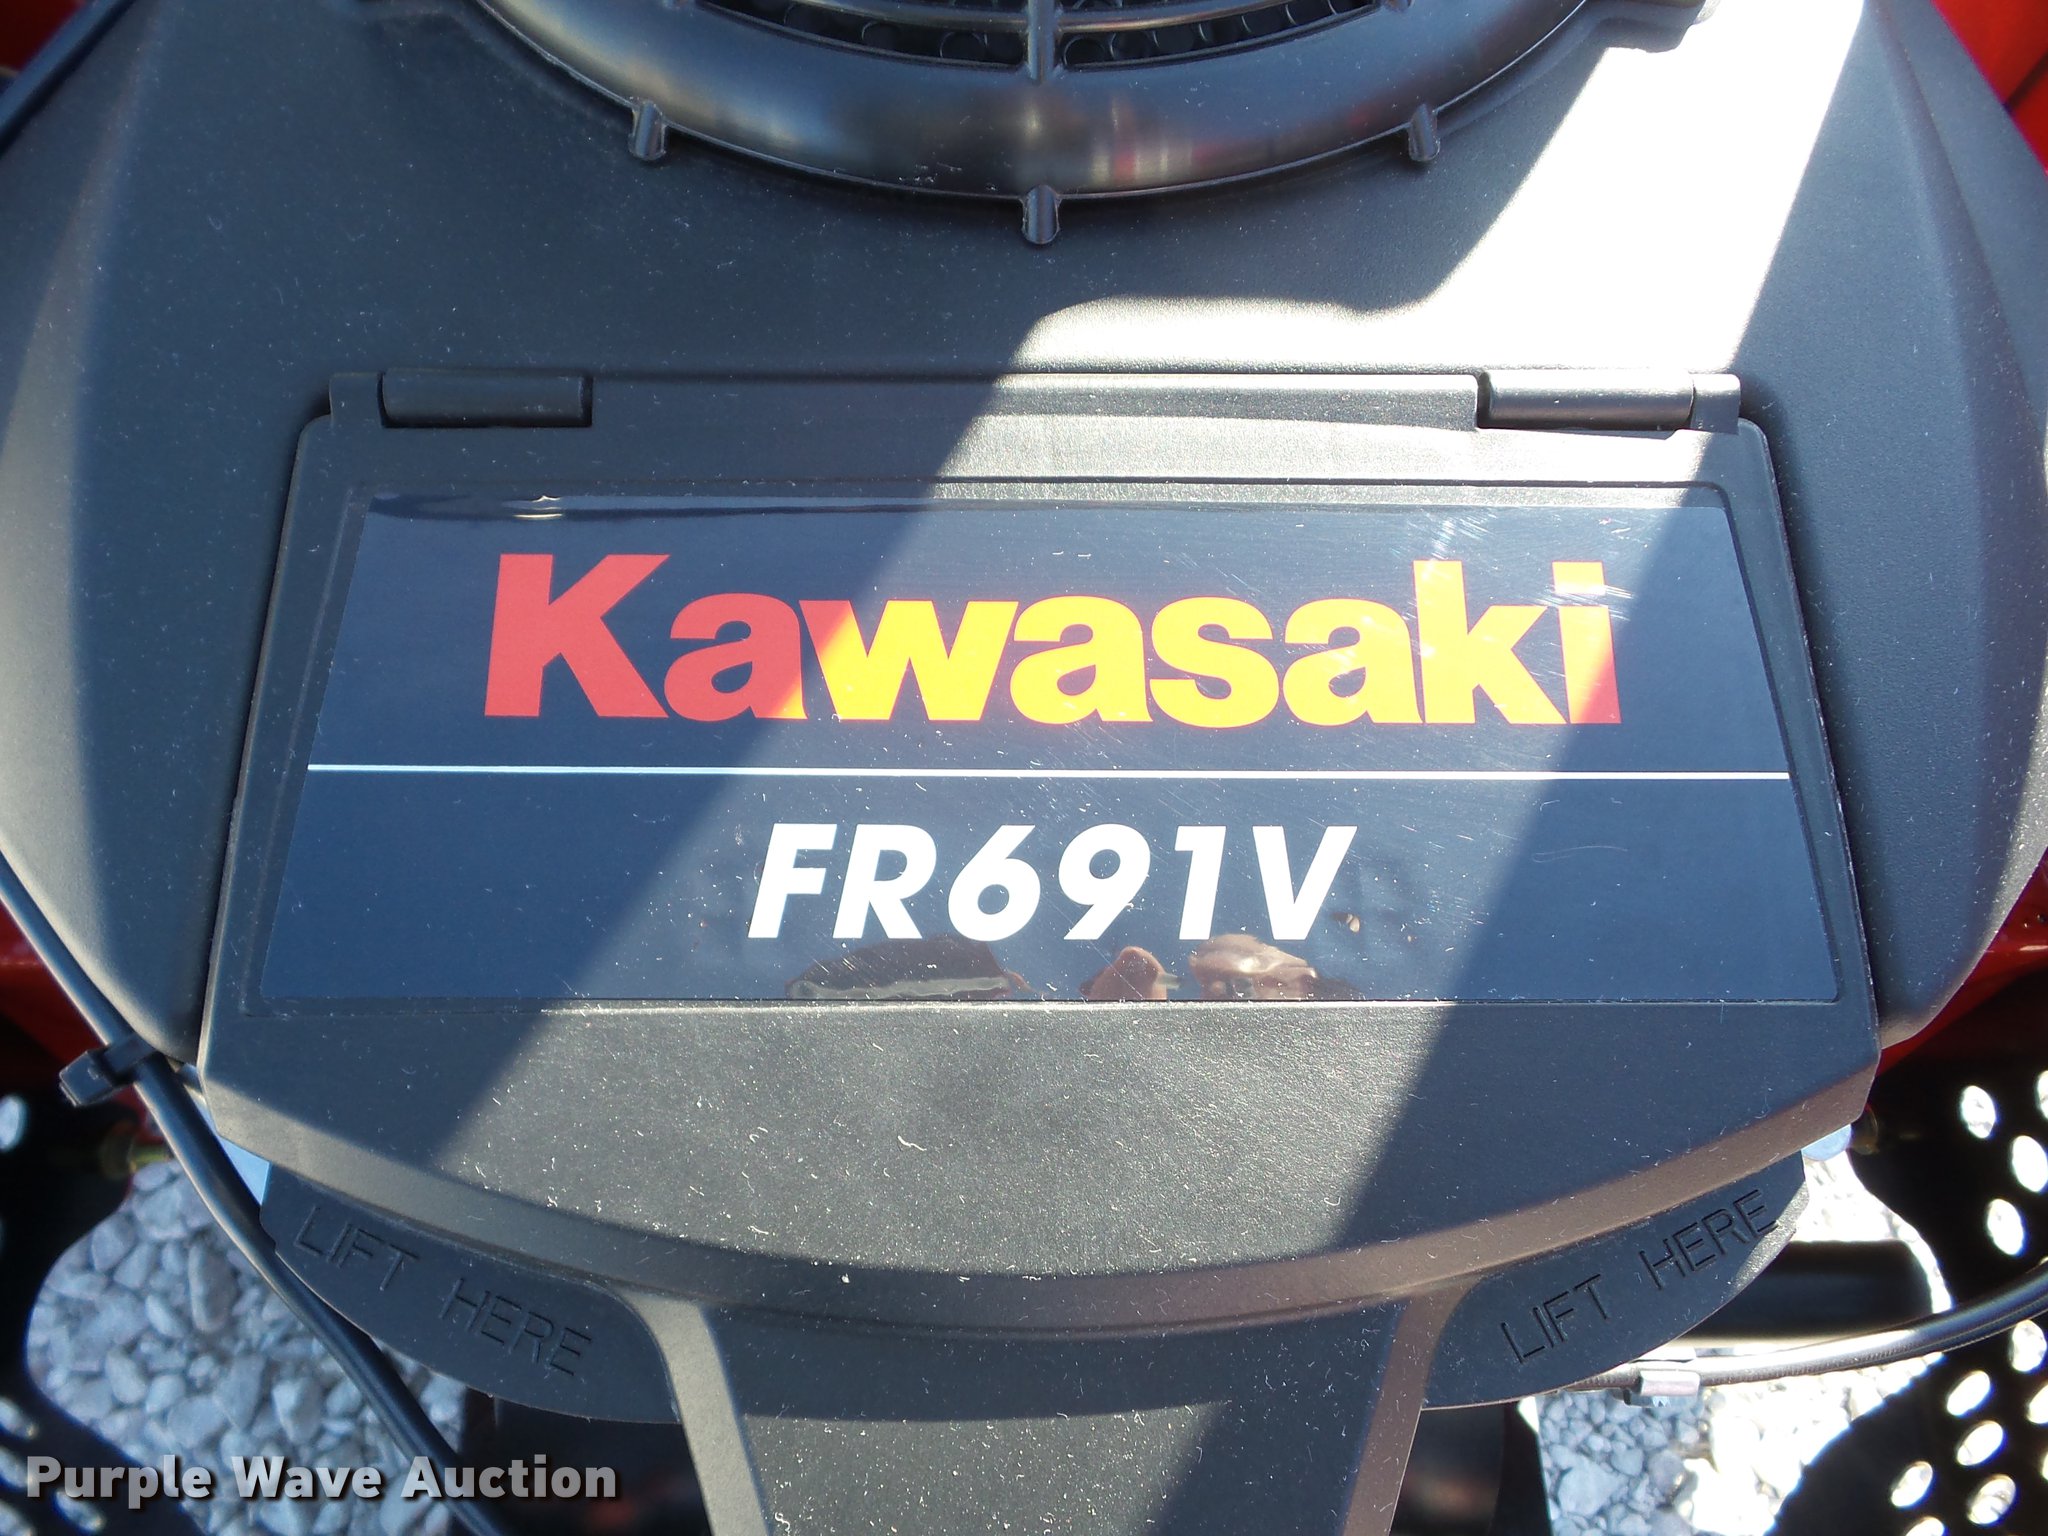 Kawasaki
FR691V
LIFT HERE
LIFT HERE
Purple Wave Auction